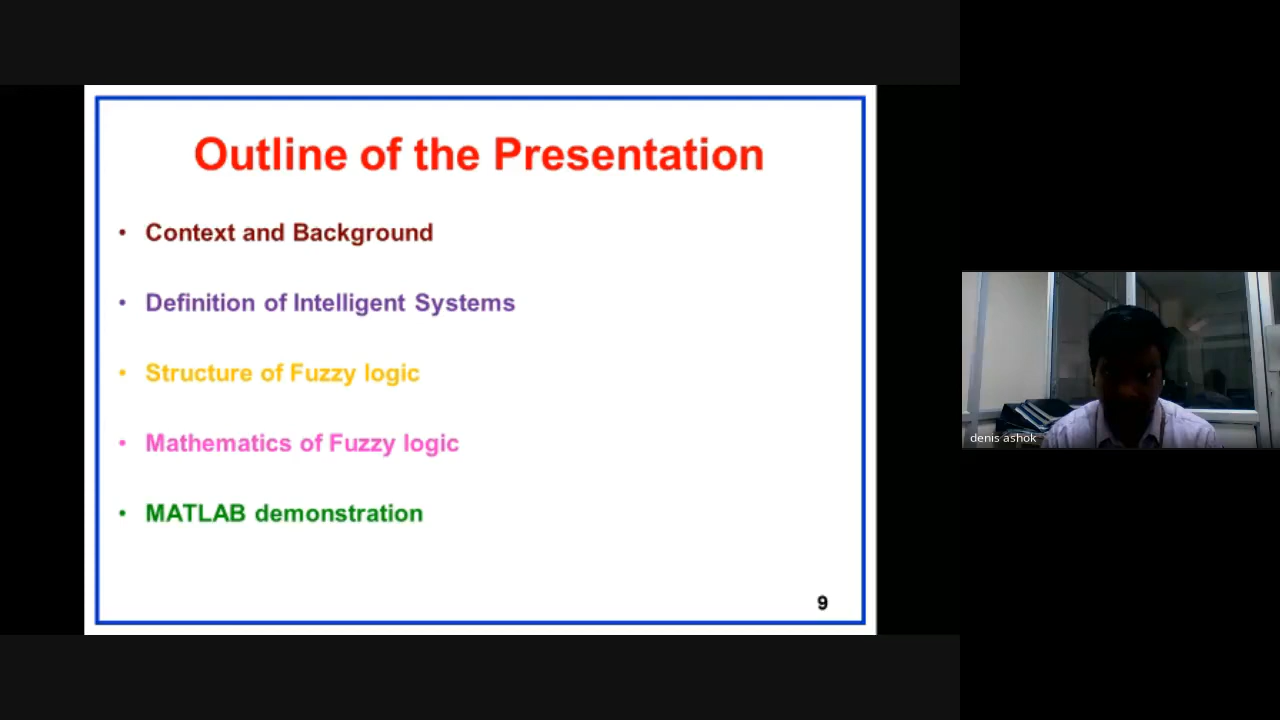 Outline of the Presentation
• Context and Background
• Definition of Intelligent Systems
• Structure of Fuzzy logic
• Mathematics of Fuzzy logic
• MATLAB demonstration
9
denis ashok